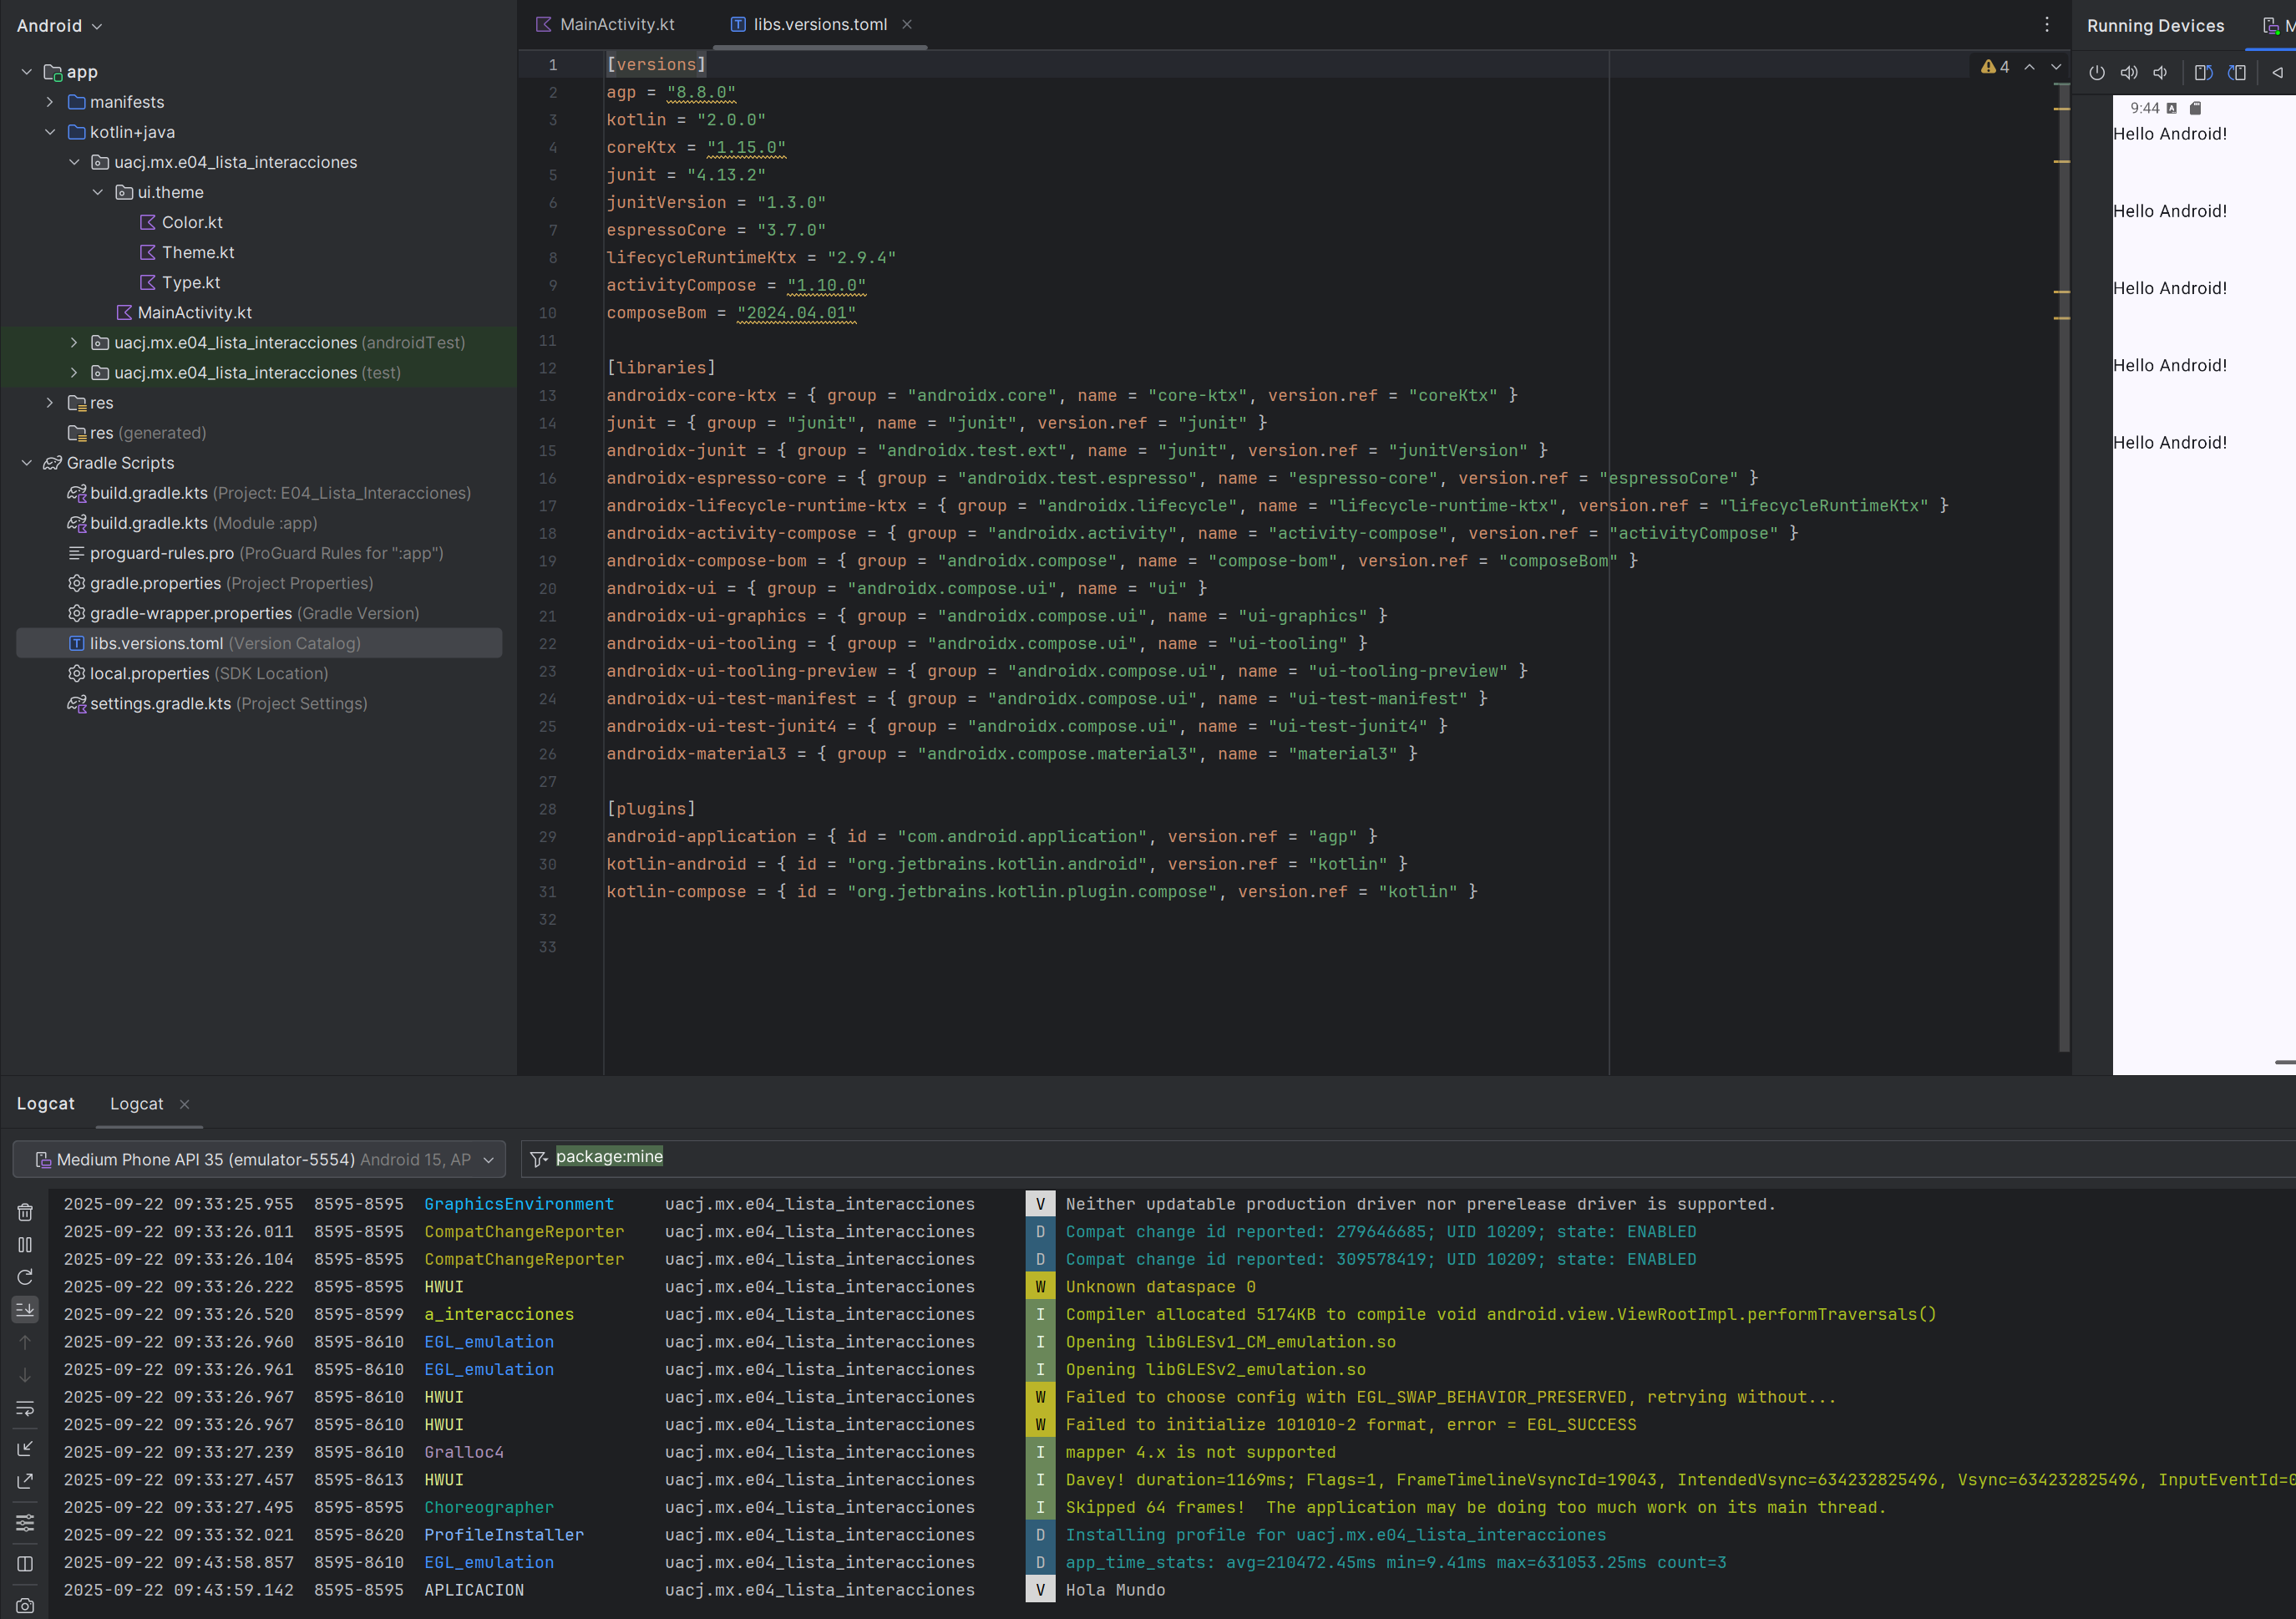 Android
app
manifests
kotlin+java
uacj.mx.e04_lista_interacciones
ui.theme
Color.kt
Theme.kt
Type.kt
MainActivity.kt
uacj.mx.e04_lista_interacciones (androidTest)
uacj.mx.e04_lista_interacciones (test)
res
res (generated)
Gradle Scripts
build.gradle.kts (Project: E04_Lista_Interacciones)
build.gradle.kts (Module :app)
proguard-rules.pro (ProGuard Rules for ":app")
gradle.properties (Project Properties)
gradle-wrapper.properties (Gradle Version)
libs.versions.toml (Version Catalog)
local.properties (SDK Location)
settings.gradle.kts (Project Settings)
MainActivity.kt libs.versions.toml
4
1 [versions]
2 agp = "8.8.0"
3 kotlin = "2.0.0"
4 coreKtx = "1.15.0"
5 junit = "4.13.2"
6 junitVersion = "1.3.0"
7 espressoCore = "3.7.0"
8 lifecycleRuntimeKtx = "2.9.4"
9 activityCompose = "1.10.0"
10 composeBom = "2024.04.01"
11
12 [libraries]
13 androidx-core-ktx = { group = "androidx.core", name = "core-ktx", version.ref = "coreKtx" }
14 junit = { group = "junit", name = "junit", version.ref = "junit" }
15 androidx-junit = { group = "androidx.test.ext", name = "junit", version.ref = "junitVersion" }
16 androidx-espresso-core = { group = "androidx.test.espresso", name = "espresso-core", version.ref = "espressoCore" }
17 androidx-lifecycle-runtime-ktx = { group = "androidx.lifecycle", name = "lifecycle-runtime-ktx", version.ref = "lifecycleRuntimeKtx" }
18 androidx-activity-compose = { group = "androidx.activity", name = "activity-compose", version.ref = "activityCompose" }
19 androidx-compose-bom = { group = "androidx.compose", name = "compose-bom", version.ref = "composeBom" }
20 androidx-ui = { group = "androidx.compose.ui", name = "ui" }
21 androidx-ui-graphics = { group = "androidx.compose.ui", name = "ui-graphics" }
22 androidx-ui-tooling = { group = "androidx.compose.ui", name = "ui-tooling" }
23 androidx-ui-tooling-preview = { group = "androidx.compose.ui", name = "ui-tooling-preview" }
24 androidx-ui-test-manifest = { group = "androidx.compose.ui", name = "ui-test-manifest" }
25 androidx-ui-test-junit4 = { group = "androidx.compose.ui", name = "ui-test-junit4" }
26 androidx-material3 = { group = "androidx.compose.material3", name = "material3" }
27
28 [plugins]
29 android-application = { id = "com.android.application", version.ref = "agp" }
30 kotlin-android = { id = "org.jetbrains.kotlin.android", version.ref = "kotlin" }
31 kotlin-compose = { id = "org.jetbrains.kotlin.plugin.compose", version.ref = "kotlin" }
32
33
Running Devices M
9:44
Hello Android!
Hello Android!
Hello Android!
Hello Android!
Hello Android!
Logcat Logcat
Medium Phone API 35 (emulator-5554) Android 15, AP package:mine
2025-09-22 09:33:25.955 8595-8595 GraphicsEnvironment uacj.mx.e04_lista_interacciones V Neither updatable production driver nor prerelease driver is supported.
2025-09-22 09:33:26.011 8595-8595 CompatChangeReporter uacj.mx.e04_lista_interacciones D Compat change id reported: 279646685; UID 10209; state: ENABLED
2025-09-22 09:33:26.104 8595-8595 CompatChangeReporter uacj.mx.e04_lista_interacciones D Compat change id reported: 309578419; UID 10209; state: ENABLED
2025-09-22 09:33:26.222 8595-8595 HWUI uacj.mx.e04_lista_interacciones W Unknown dataspace 0
2025-09-22 09:33:26.520 8595-8599 a_interacciones uacj.mx.e04_lista_interacciones I Compiler allocated 5174KB to compile void android.view.ViewRootImpl.performTraversals()
2025-09-22 09:33:26.960 8595-8610 EGL_emulation uacj.mx.e04_lista_interacciones I Opening libGLESv1_CM_emulation.so
2025-09-22 09:33:26.961 8595-8610 EGL_emulation uacj.mx.e04_lista_interacciones I Opening libGLESv2_emulation.so
2025-09-22 09:33:26.967 8595-8610 HWUI uacj.mx.e04_lista_interacciones W Failed to choose config with EGL_SWAP_BEHAVIOR_PRESERVED, retrying without...
2025-09-22 09:33:26.967 8595-8610 HWUI uacj.mx.e04_lista_interacciones W Failed to initialize 101010-2 format, error = EGL_SUCCESS
2025-09-22 09:33:27.239 8595-8610 Gralloc4 uacj.mx.e04_lista_interacciones I mapper 4.x is not supported
2025-09-22 09:33:27.457 8595-8613 HWUI uacj.mx.e04_lista_interacciones I Davey! duration=1169ms; Flags=1, FrameTimelineVsyncId=19043, IntendedVsync=634232825496, Vsync=634232825496, InputEventId=0
2025-09-22 09:33:27.495 8595-8595 Choreographer uacj.mx.e04_lista_interacciones I Skipped 64 frames!  The application may be doing too much work on its main thread.
2025-09-22 09:33:32.021 8595-8620 ProfileInstaller uacj.mx.e04_lista_interacciones D Installing profile for uacj.mx.e04_lista_interacciones
2025-09-22 09:43:58.857 8595-8610 EGL_emulation uacj.mx.e04_lista_interacciones D app_time_stats: avg=210472.45ms min=9.41ms max=631053.25ms count=3
2025-09-22 09:43:59.142 8595-8595 APLICACION uacj.mx.e04_lista_interacciones V Hola Mundo